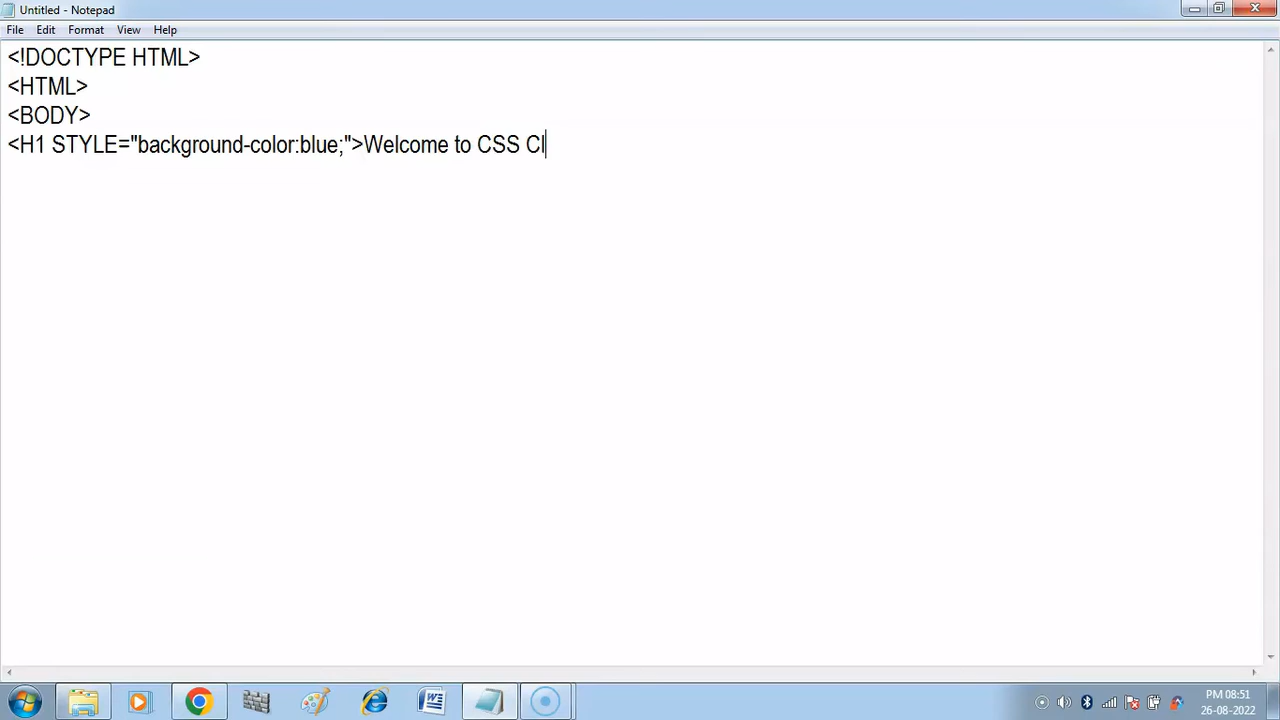 Untitled - Notepad
File Edit Format View Help
<!DOCTYPE HTML>
<HTML>
<BODY>
<H1 STYLE="background-color:blue;">Welcome to CSS Cl
PM 08:51
26-08-2022